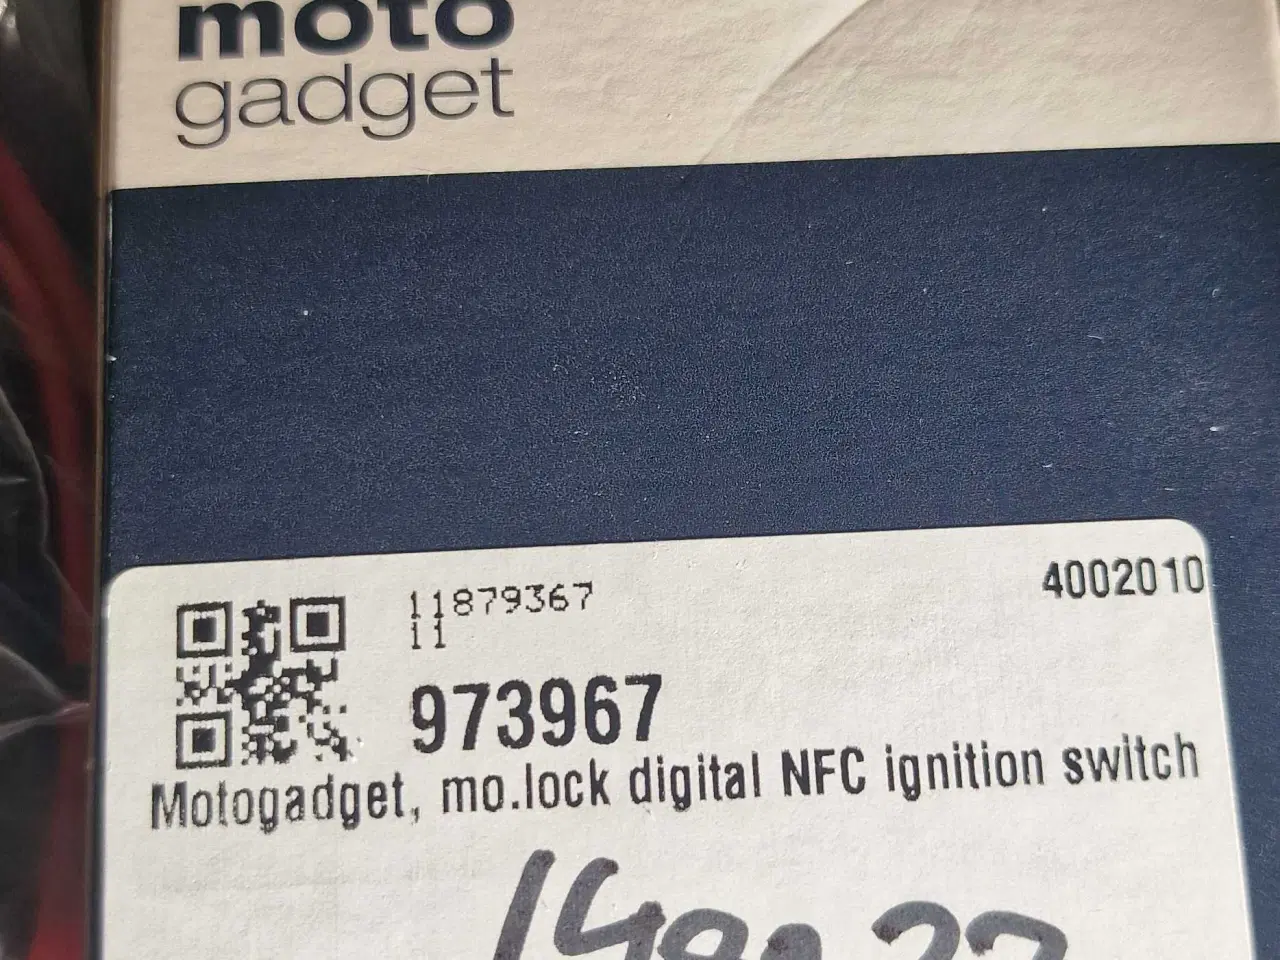 moto
gadget
11879367
4002010
11
973967
Motogadget, mo.lock digital NFC ignition switch